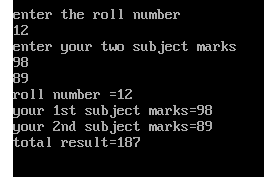 enter the roll number
12
enter your two subject marks
98
89
roll number =12
your 1st subject marks=98
your 2nd subject marks=89
total result=187